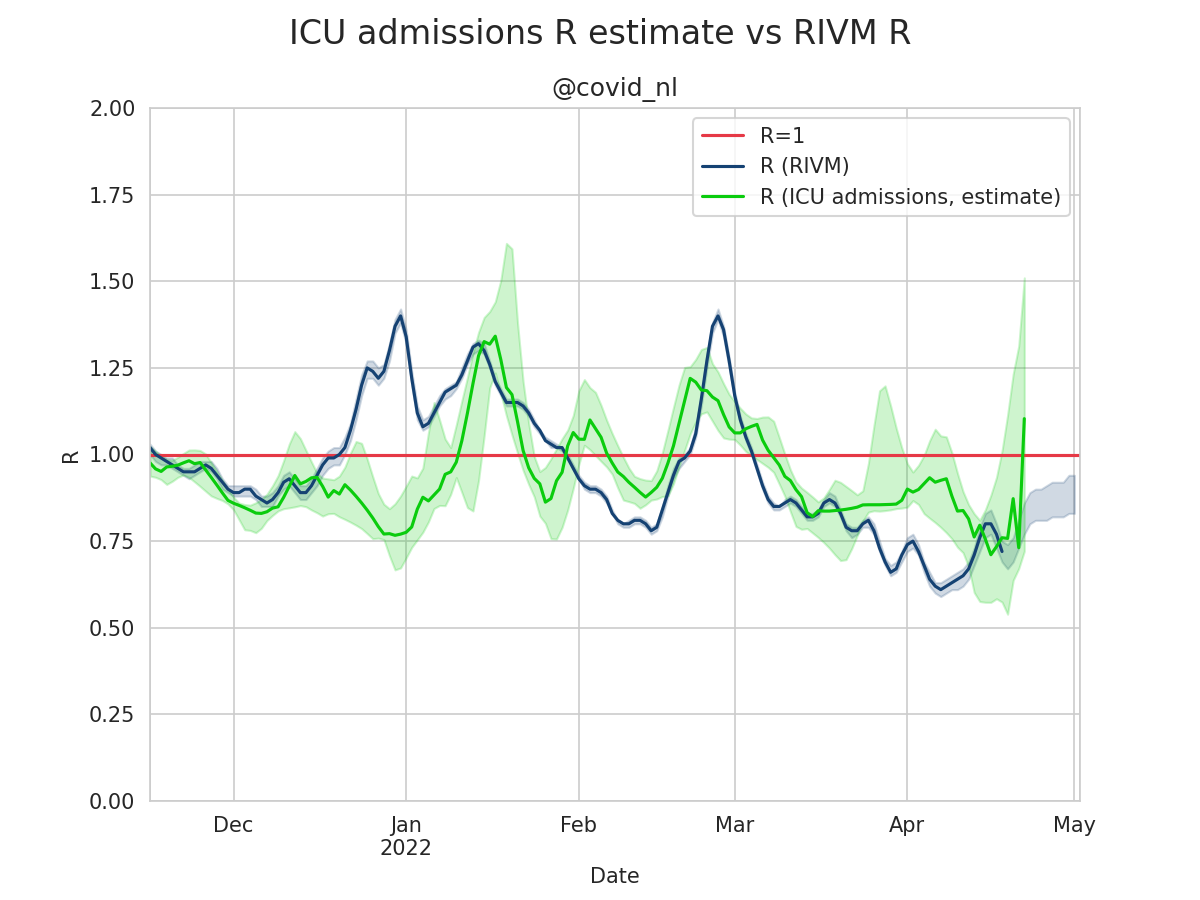 ICU admissions R estimate vs RIVM R
@covid_nl
2.00
1.75
1.50
1.25
1.00
0.75
0.50
0.25
0.00
R
R=1
R (RIVM)
R (ICU admissions, estimate)
Dec Jan Feb Mar Apr May
2022
Date